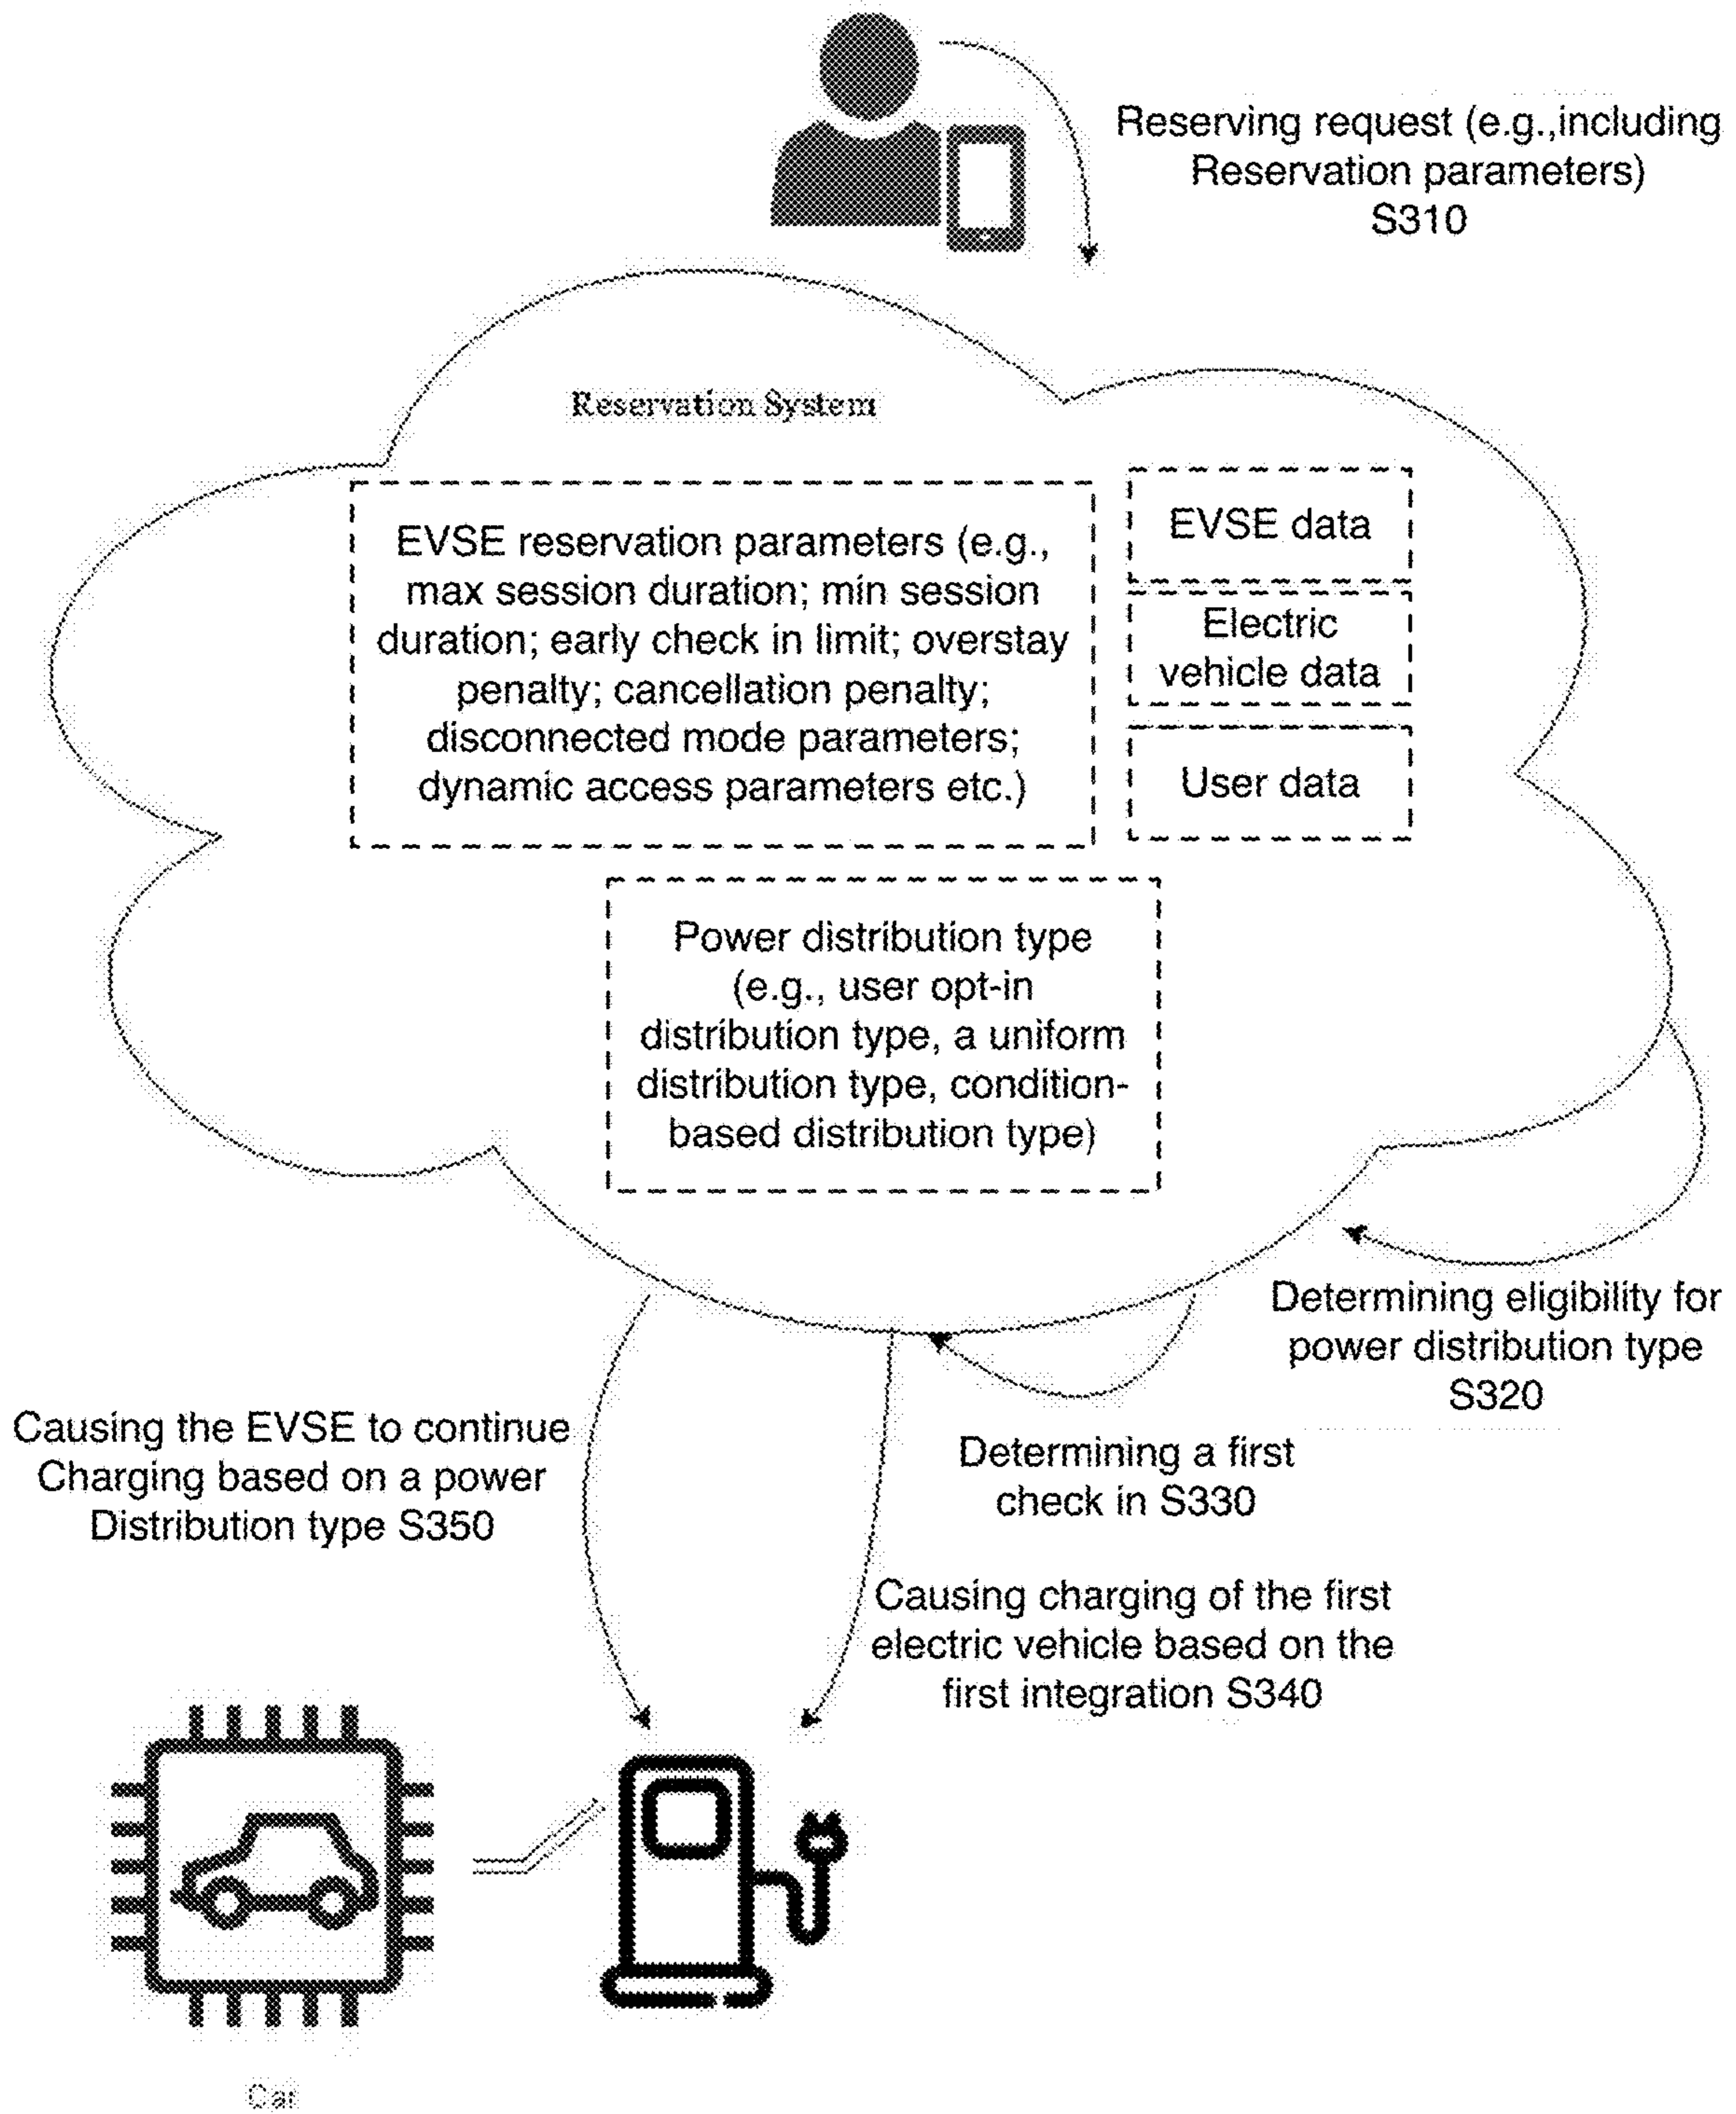 Reserving request (e.g.,including
Reservation parameters)
S310
Reservation System
EVSE reservation parameters (e.g.,
max session duration; min session
duration; early check in limit; overstay
penalty; cancellation penalty;
disconnected mode parameters;
dynamic access parameters etc.)
EVSE data
Electric
vehicle data
User data
Power distribution type
(e.g., user opt-in
distribution type, a uniform
distribution type, condition-
based distribution type)
Determining eligibility for
power distribution type
S320
Causing the EVSE to continue
Charging based on a power
Distribution type S350
Determining a first
check in S330
Causing charging of the first
electric vehicle based on the
first integration S340
Car